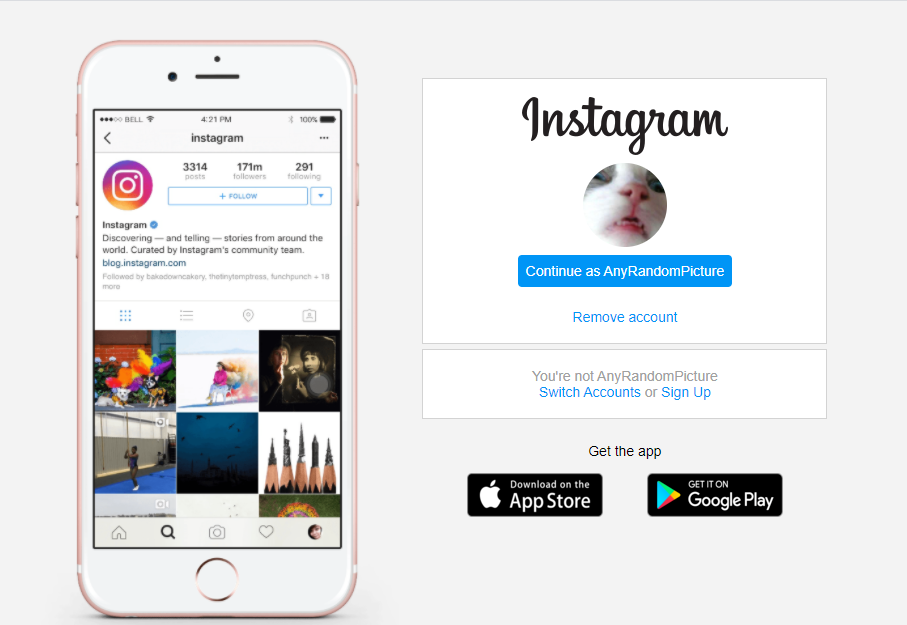 BELL
4:21 PM
100%
instagram
3314
171m
291
posts
followers
following
+ FOLLOW
Instagram
Discovering — and telling — stories from around the
world. Curated by Instagram's community team.
blog.instagram.com
Followed by bakedowncakery, thetinytemptress, funchpunch + 18
more
Instagram
Continue as AnyRandomPicture
Remove account
You're not AnyRandomPicture
Switch Accounts or Sign Up
Get the app
Download on the
App Store
GET IT ON
Google Play